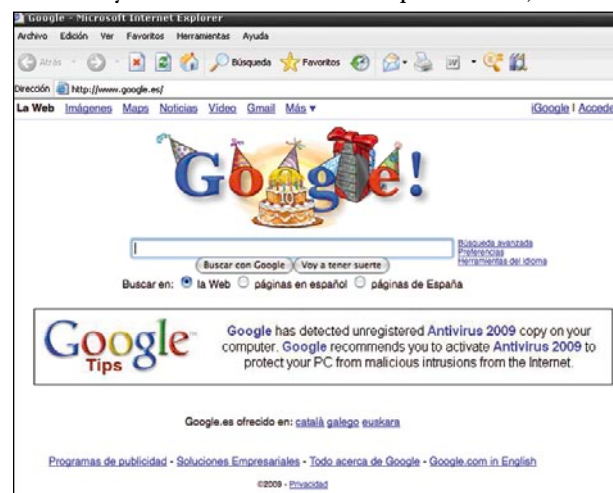 Google - Microsoft Internet Explorer
Archivo Edición Ver Favoritos Herramientas Ayuda
Atrás Búsqueda Favoritos
Dirección http://www.google.es/
La Web Imágenes Maps Noticias Vídeo Gmail Más ▾ iGoogle | Accede
Google!
10
Búsqueda avanzada
Preferencias
Herramientas del idioma
Buscar con Google Voy a tener suerte
Buscar en: la Web páginas en español páginas de España
Google™ Tips
Google has detected unregistered Antivirus 2009 copy on your
computer. Google recommends you to activate Antivirus 2009 to
protect your PC from malicious intrusions from the Internet.
Google.es ofrecido en: català galego euskara
Programas de publicidad - Soluciones Empresariales - Todo acerca de Google - Google.com in English
©2009 - Privacidad